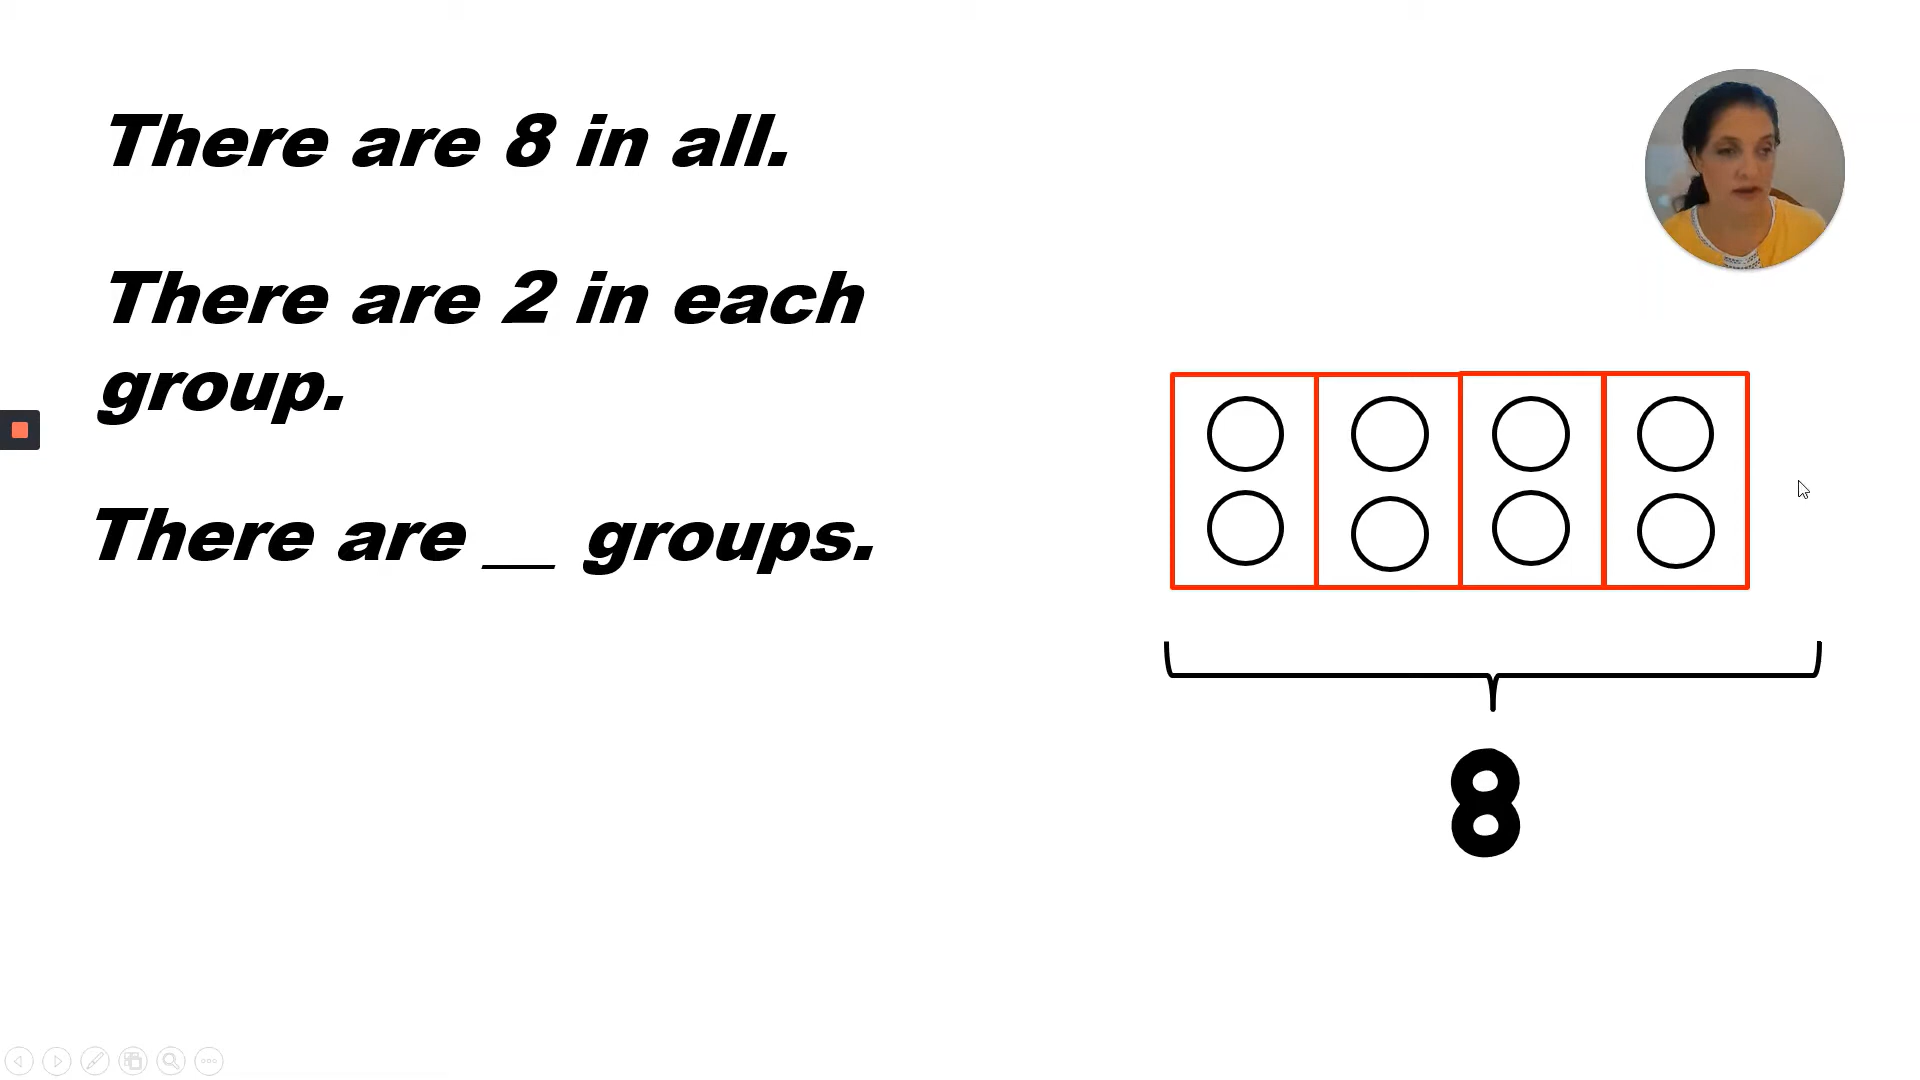 There are 8 in all.
There are 2 in each
group.
There are __ groups.
8